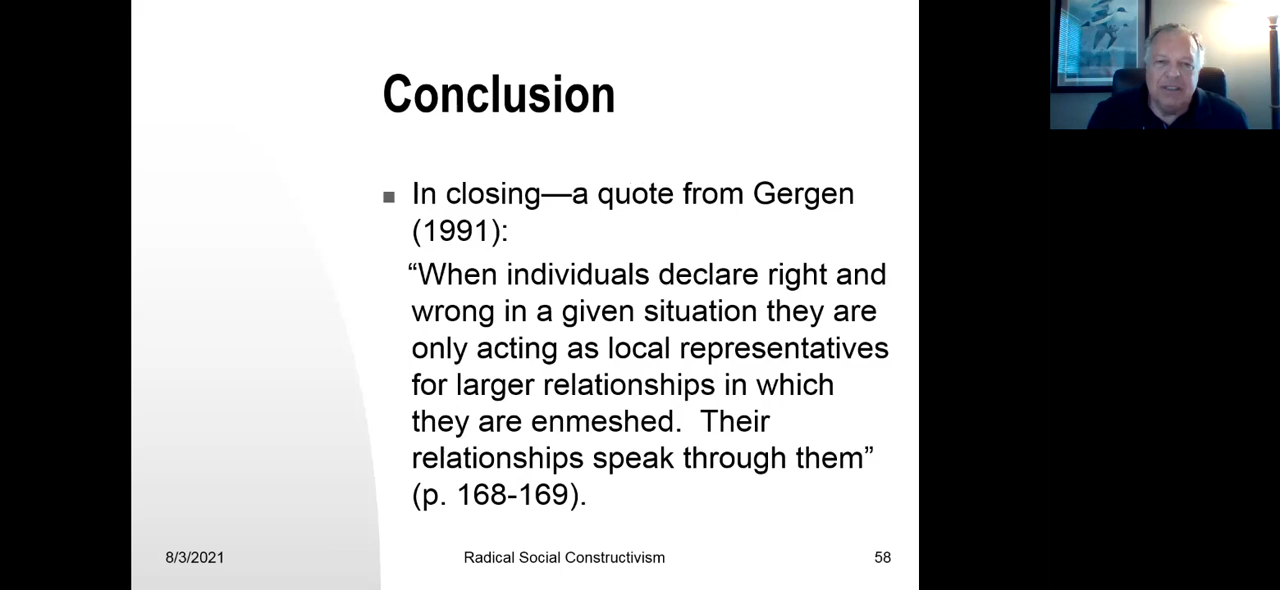 Conclusion
In closing—a quote from Gergen
(1991):
“When individuals declare right and
wrong in a given situation they are
only acting as local representatives
for larger relationships in which
they are enmeshed.  Their
relationships speak through them”
(p. 168-169).
8/3/2021
Radical Social Constructivism
58